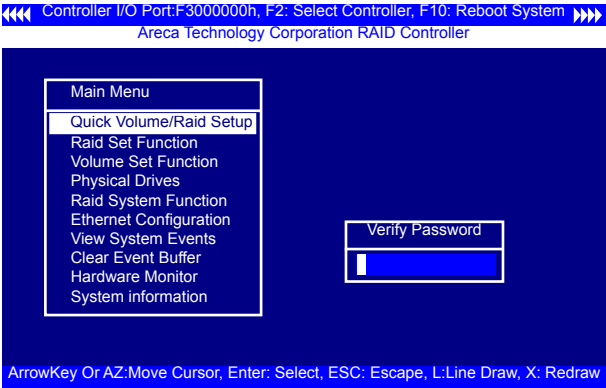 Controller I/O Port:F3000000h, F2: Select Controller, F10: Reboot System
Areca Technology Corporation RAID Controller
Main Menu
Quick Volume/Raid Setup
Raid Set Function
Volume Set Function
Physical Drives
Raid System Function
Ethernet Configuration
View System Events
Clear Event Buffer
Hardware Monitor
System information
Verify Password
ArrowKey Or AZ:Move Cursor, Enter: Select, ESC: Escape, L:Line Draw, X: Redraw